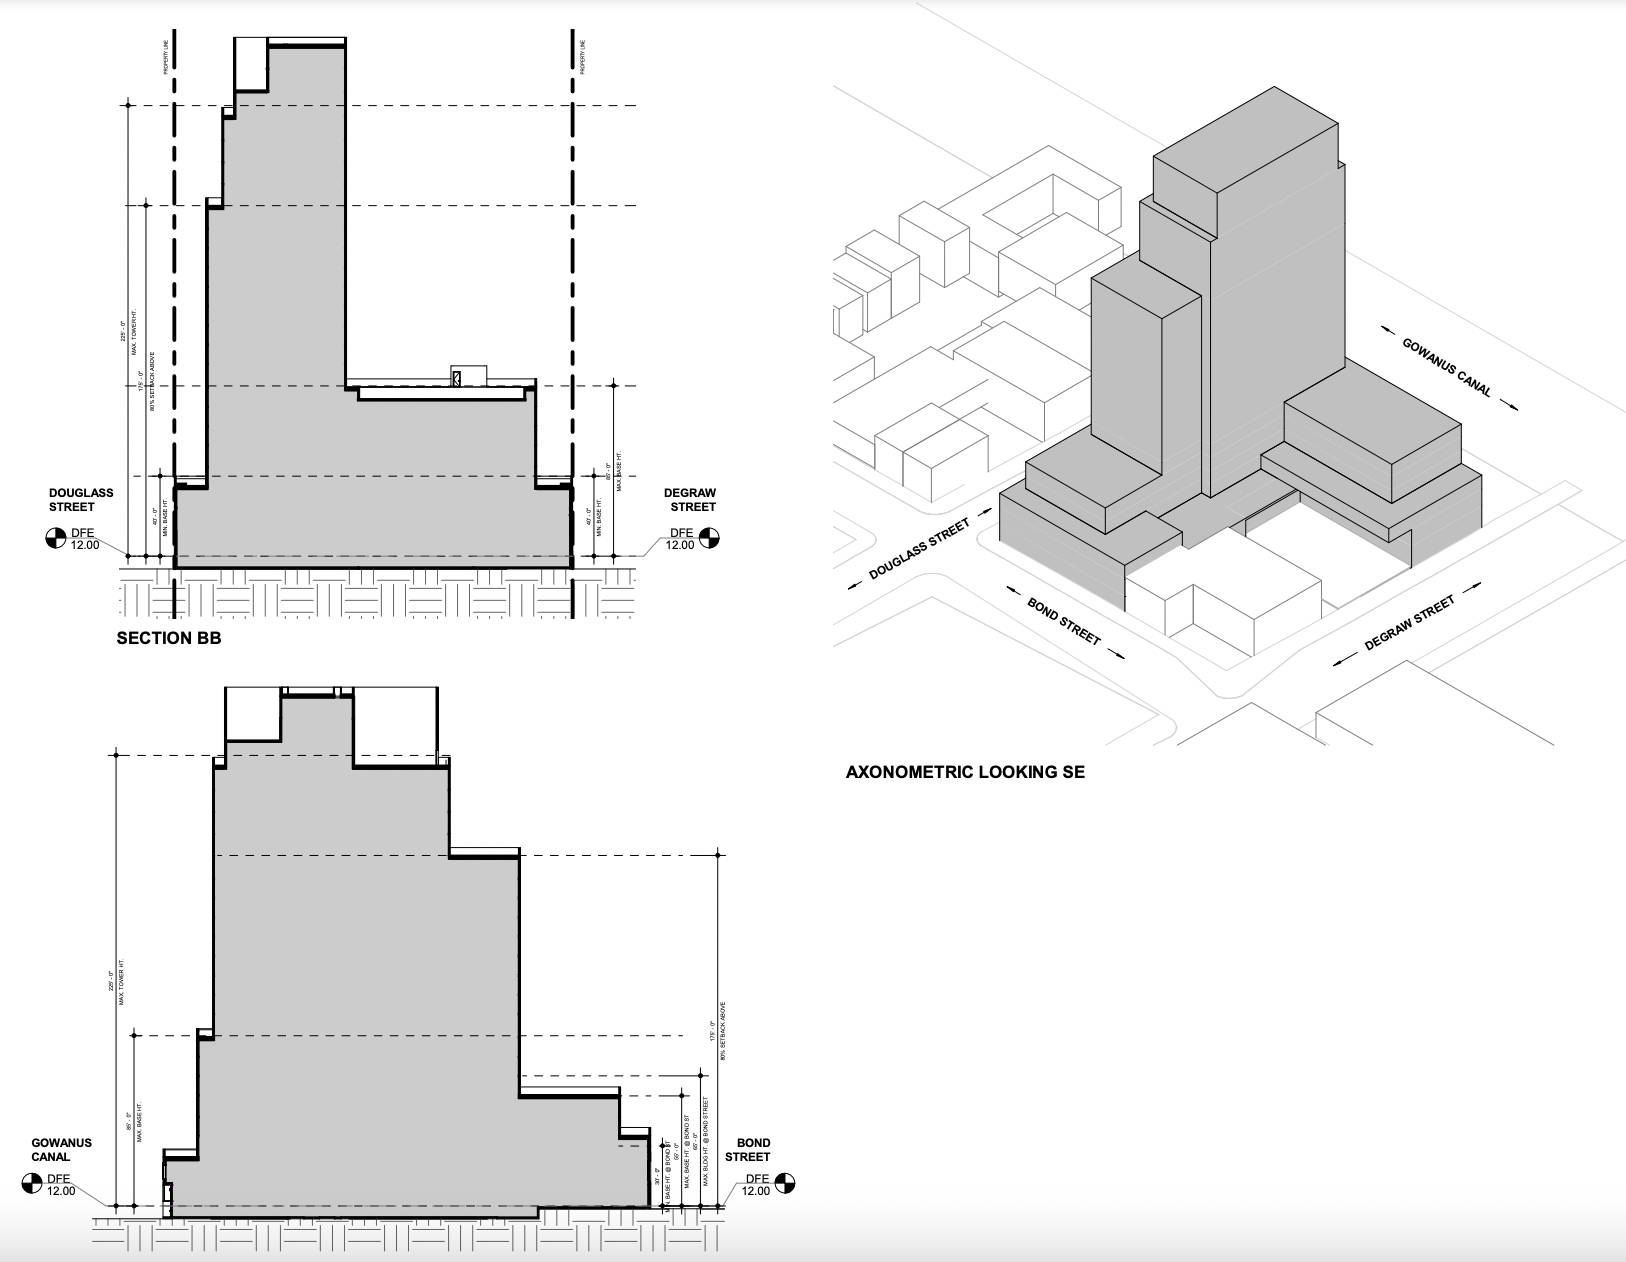 PROPERTY LINE
PROPERTY LINE
225' - 0"
MAX. TOWER HT.
175' - 0"
80% SETBACK ABOVE
40' - 0"
MIN. BASE HT.
40' - 0"
MIN. BASE HT.
85' - 0"
MAX. BASE HT.
DOUGLASS
STREET
DFE
12.00
DEGRAW
STREET
DFE
12.00
SECTION BB
GOWANUS CANAL
DOUGLASS STREET
BOND STREET
DEGRAW STREET
AXONOMETRIC LOOKING SE
225' - 0"
MAX. TOWER HT.
85' - 0"
MAX. BASE HT.
30' - 0"
MIN. BASE HT. @ BOND ST
55' - 0"
MAX. BASE HT. @ BOND ST
65' - 0"
MAX. BLDG HT. @ BOND STREET
175' - 0"
80% SETBACK ABOVE
GOWANUS
CANAL
DFE
12.00
BOND
STREET
DFE
12.00